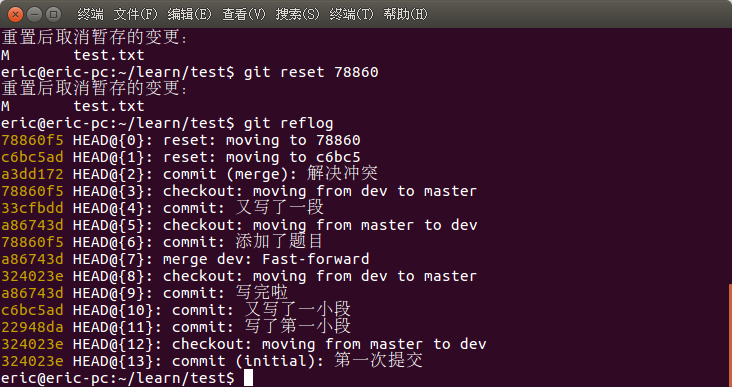 终端 文件(F) 编辑(E) 查看(V) 搜索(S) 终端(T) 帮助(H)
重置后取消暂存的变更：
M       test.txt
eric@eric-pc:~/learn/test$ git reset 78860
重置后取消暂存的变更：
M       test.txt
eric@eric-pc:~/learn/test$ git reflog
78860f5 HEAD@{0}: reset: moving to 78860
c6bc5ad HEAD@{1}: reset: moving to c6bc5
a3dd172 HEAD@{2}: commit (merge): 解决冲突
78860f5 HEAD@{3}: checkout: moving from dev to master
33cfbdd HEAD@{4}: commit: 又写了一段
a86743d HEAD@{5}: checkout: moving from master to dev
78860f5 HEAD@{6}: commit: 添加了题目
a86743d HEAD@{7}: merge dev: Fast-forward
324023e HEAD@{8}: checkout: moving from dev to master
a86743d HEAD@{9}: commit: 写完啦
c6bc5ad HEAD@{10}: commit: 又写了一小段
22948da HEAD@{11}: commit: 写了第一小段
324023e HEAD@{12}: checkout: moving from master to dev
324023e HEAD@{13}: commit (initial): 第一次提交
eric@eric-pc:~/learn/test$